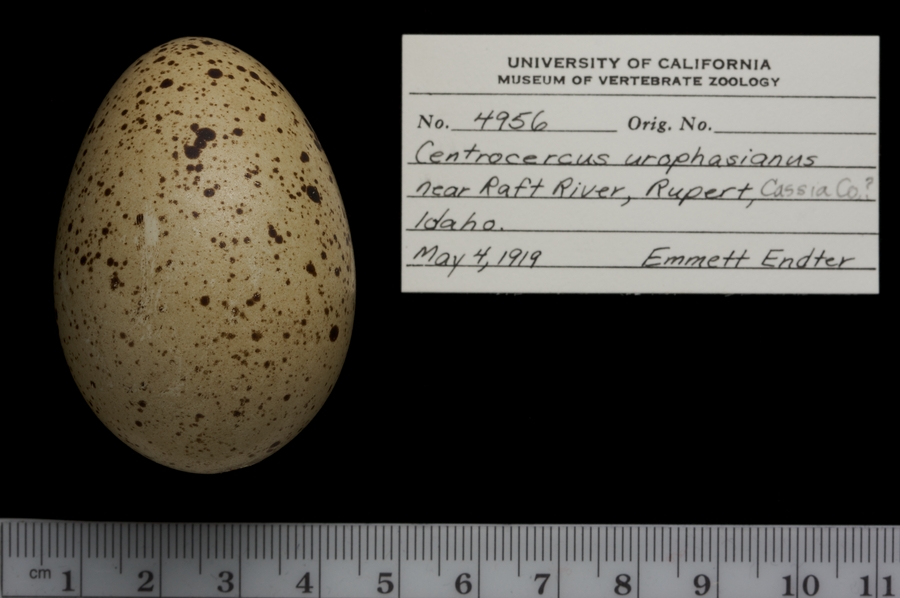 UNIVERSITY OF CALIFORNIA
MUSEUM OF VERTEBRATE ZOOLOGY
No. 4956 Orig. No.
Centrocercus urophasianus
near Raft River, Rupert, Cassia Co.?
Idaho.
May 4, 1919 Emmett Endter
cm 1 2 3 4 5 6 7 8 9 10 11